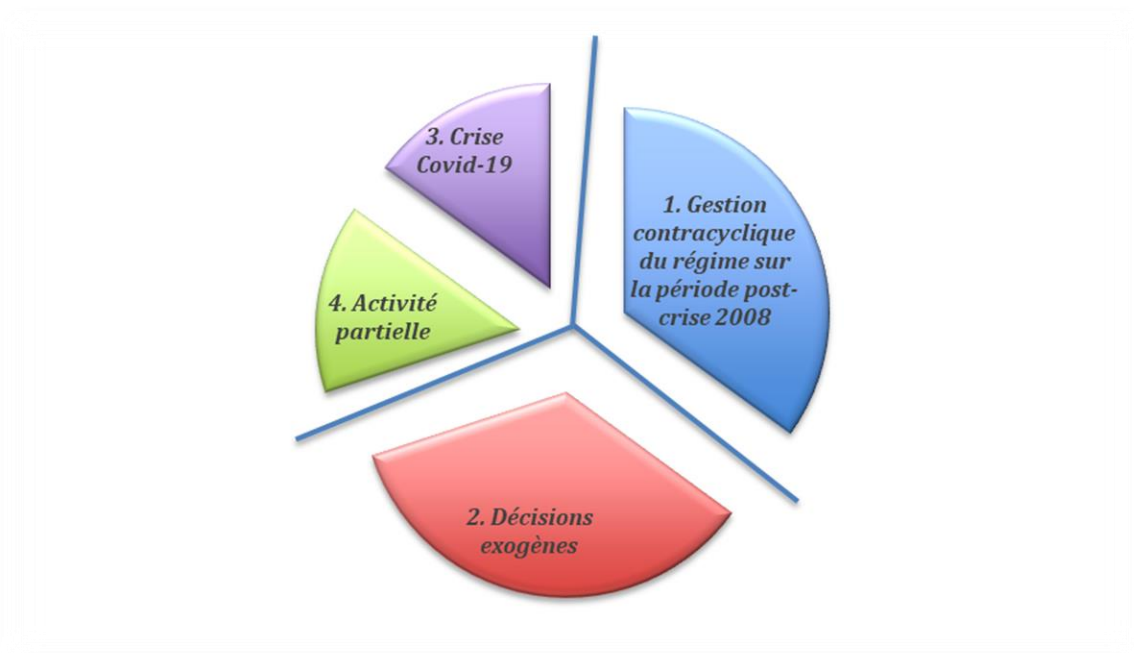 1. Gestion
contracyclique
du régime sur
la période post-
crise 2008
2. Décisions
exogènes
3. Crise
Covid-19
4. Activité
partielle